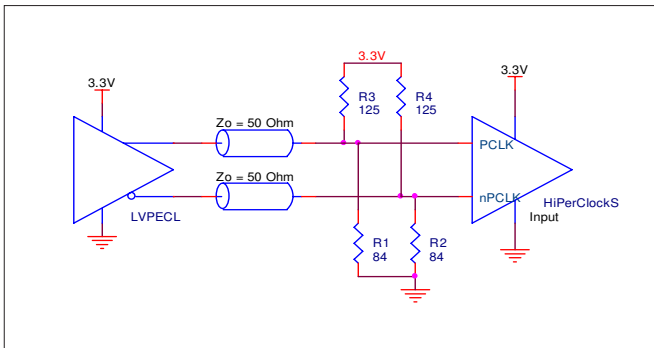 3.3V
3.3V
3.3V
R3
125
R4
125
Zo = 50 Ohm
PCLK
Zo = 50 Ohm
nPCLK
HiPerClockS
Input
LVPECL
R1
84
R2
84